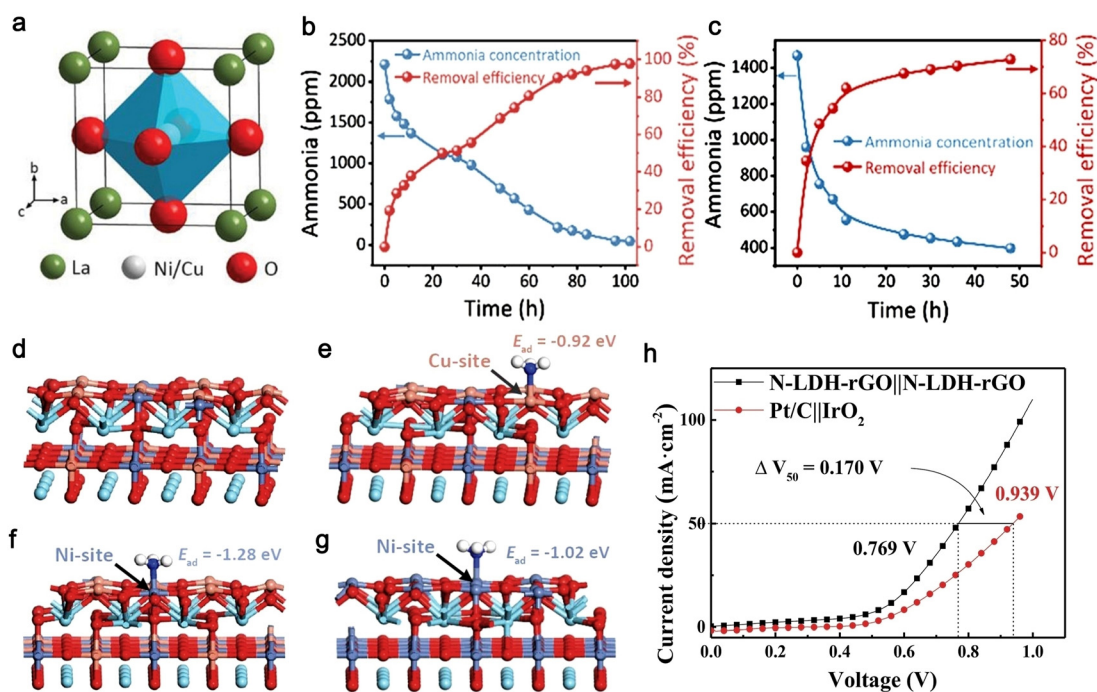 a
b
c
a
La
Ni/Cu
O
b
2500
2000
1500
1000
500
0
Ammonia (ppm)
Ammonia concentration
Removal efficiency
100
80
60
40
20
0
Removal efficiency (%)
0 20 40 60 80 100
Time (h)
c
1400
1200
1000
800
600
400
Ammonia (ppm)
Ammonia concentration
Removal efficiency
80
60
40
20
0
Removal efficiency (%)
0 10 20 30 40 50
Time (h)
d
e
E_ad = -0.92 eV
Cu-site
f
Ni-site
E_ad = -1.28 eV
g
Ni-site
E_ad = -1.02 eV
h
N-LDH-rGO||N-LDH-rGO
Pt/C||IrO₂
Δ V₅₀ = 0.170 V
0.939 V
0.769 V
100
50
0
Current density (mA·cm⁻²)
0.0 0.2 0.4 0.6 0.8 1.0
Voltage (V)